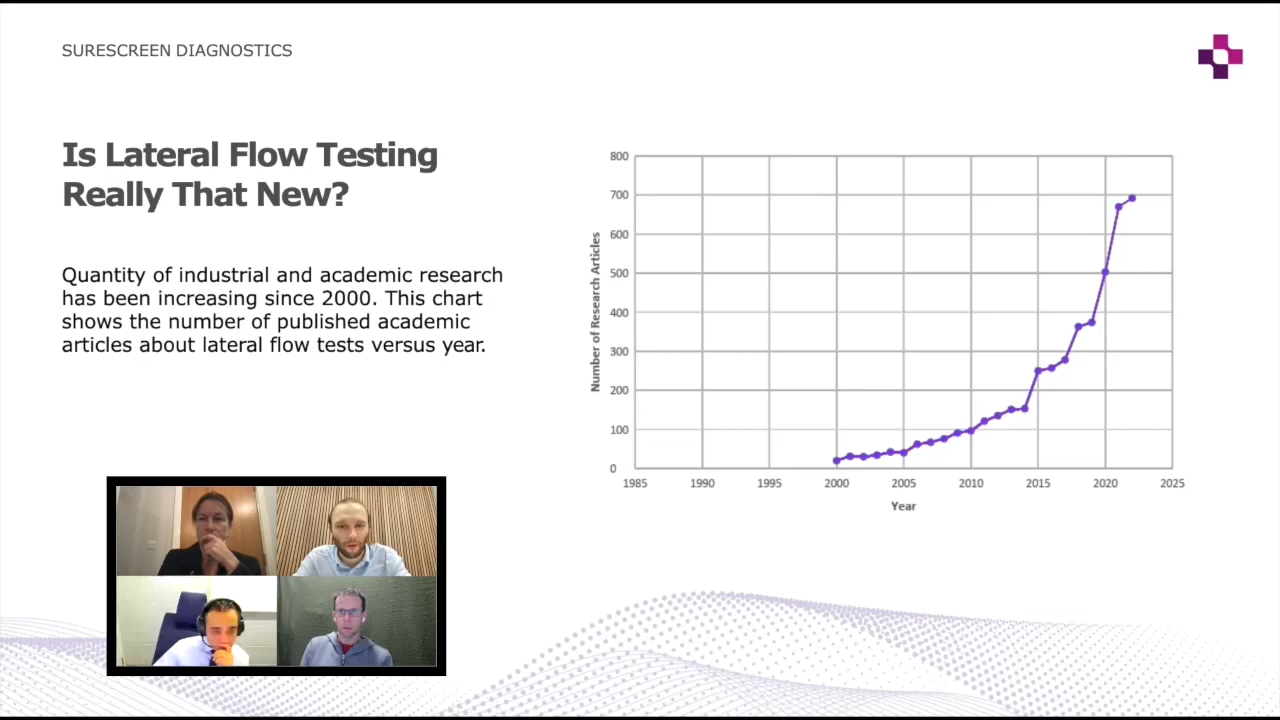 SURESCREEN DIAGNOSTICS
Is Lateral Flow Testing
Really That New?
Quantity of industrial and academic research
has been increasing since 2000. This chart
shows the number of published academic
articles about lateral flow tests versus year.
Number of Research Articles
800
700
600
500
400
300
200
100
0
1985 1990 1995 2000 2005 2010 2015 2020 2025
Year